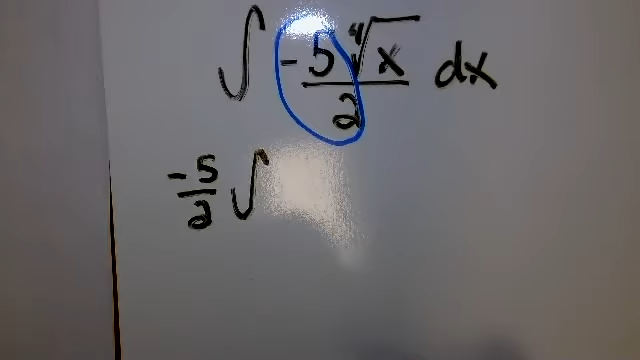 ∫ -5∜x / 2 dx
-5/2 ∫